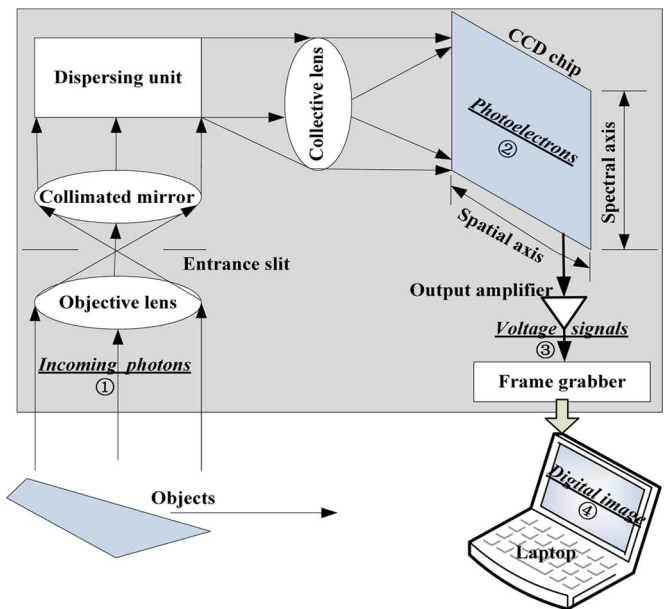 Dispersing unit
Collective lens
CCD chip
Photoelectrons
②
Spectral axis
Spatial axis
Collimated mirror
Entrance slit
Objective lens
Incoming photons
①
Output amplifier
Voltage signals
③
Frame grabber
Objects
Digital image
④
Laptop